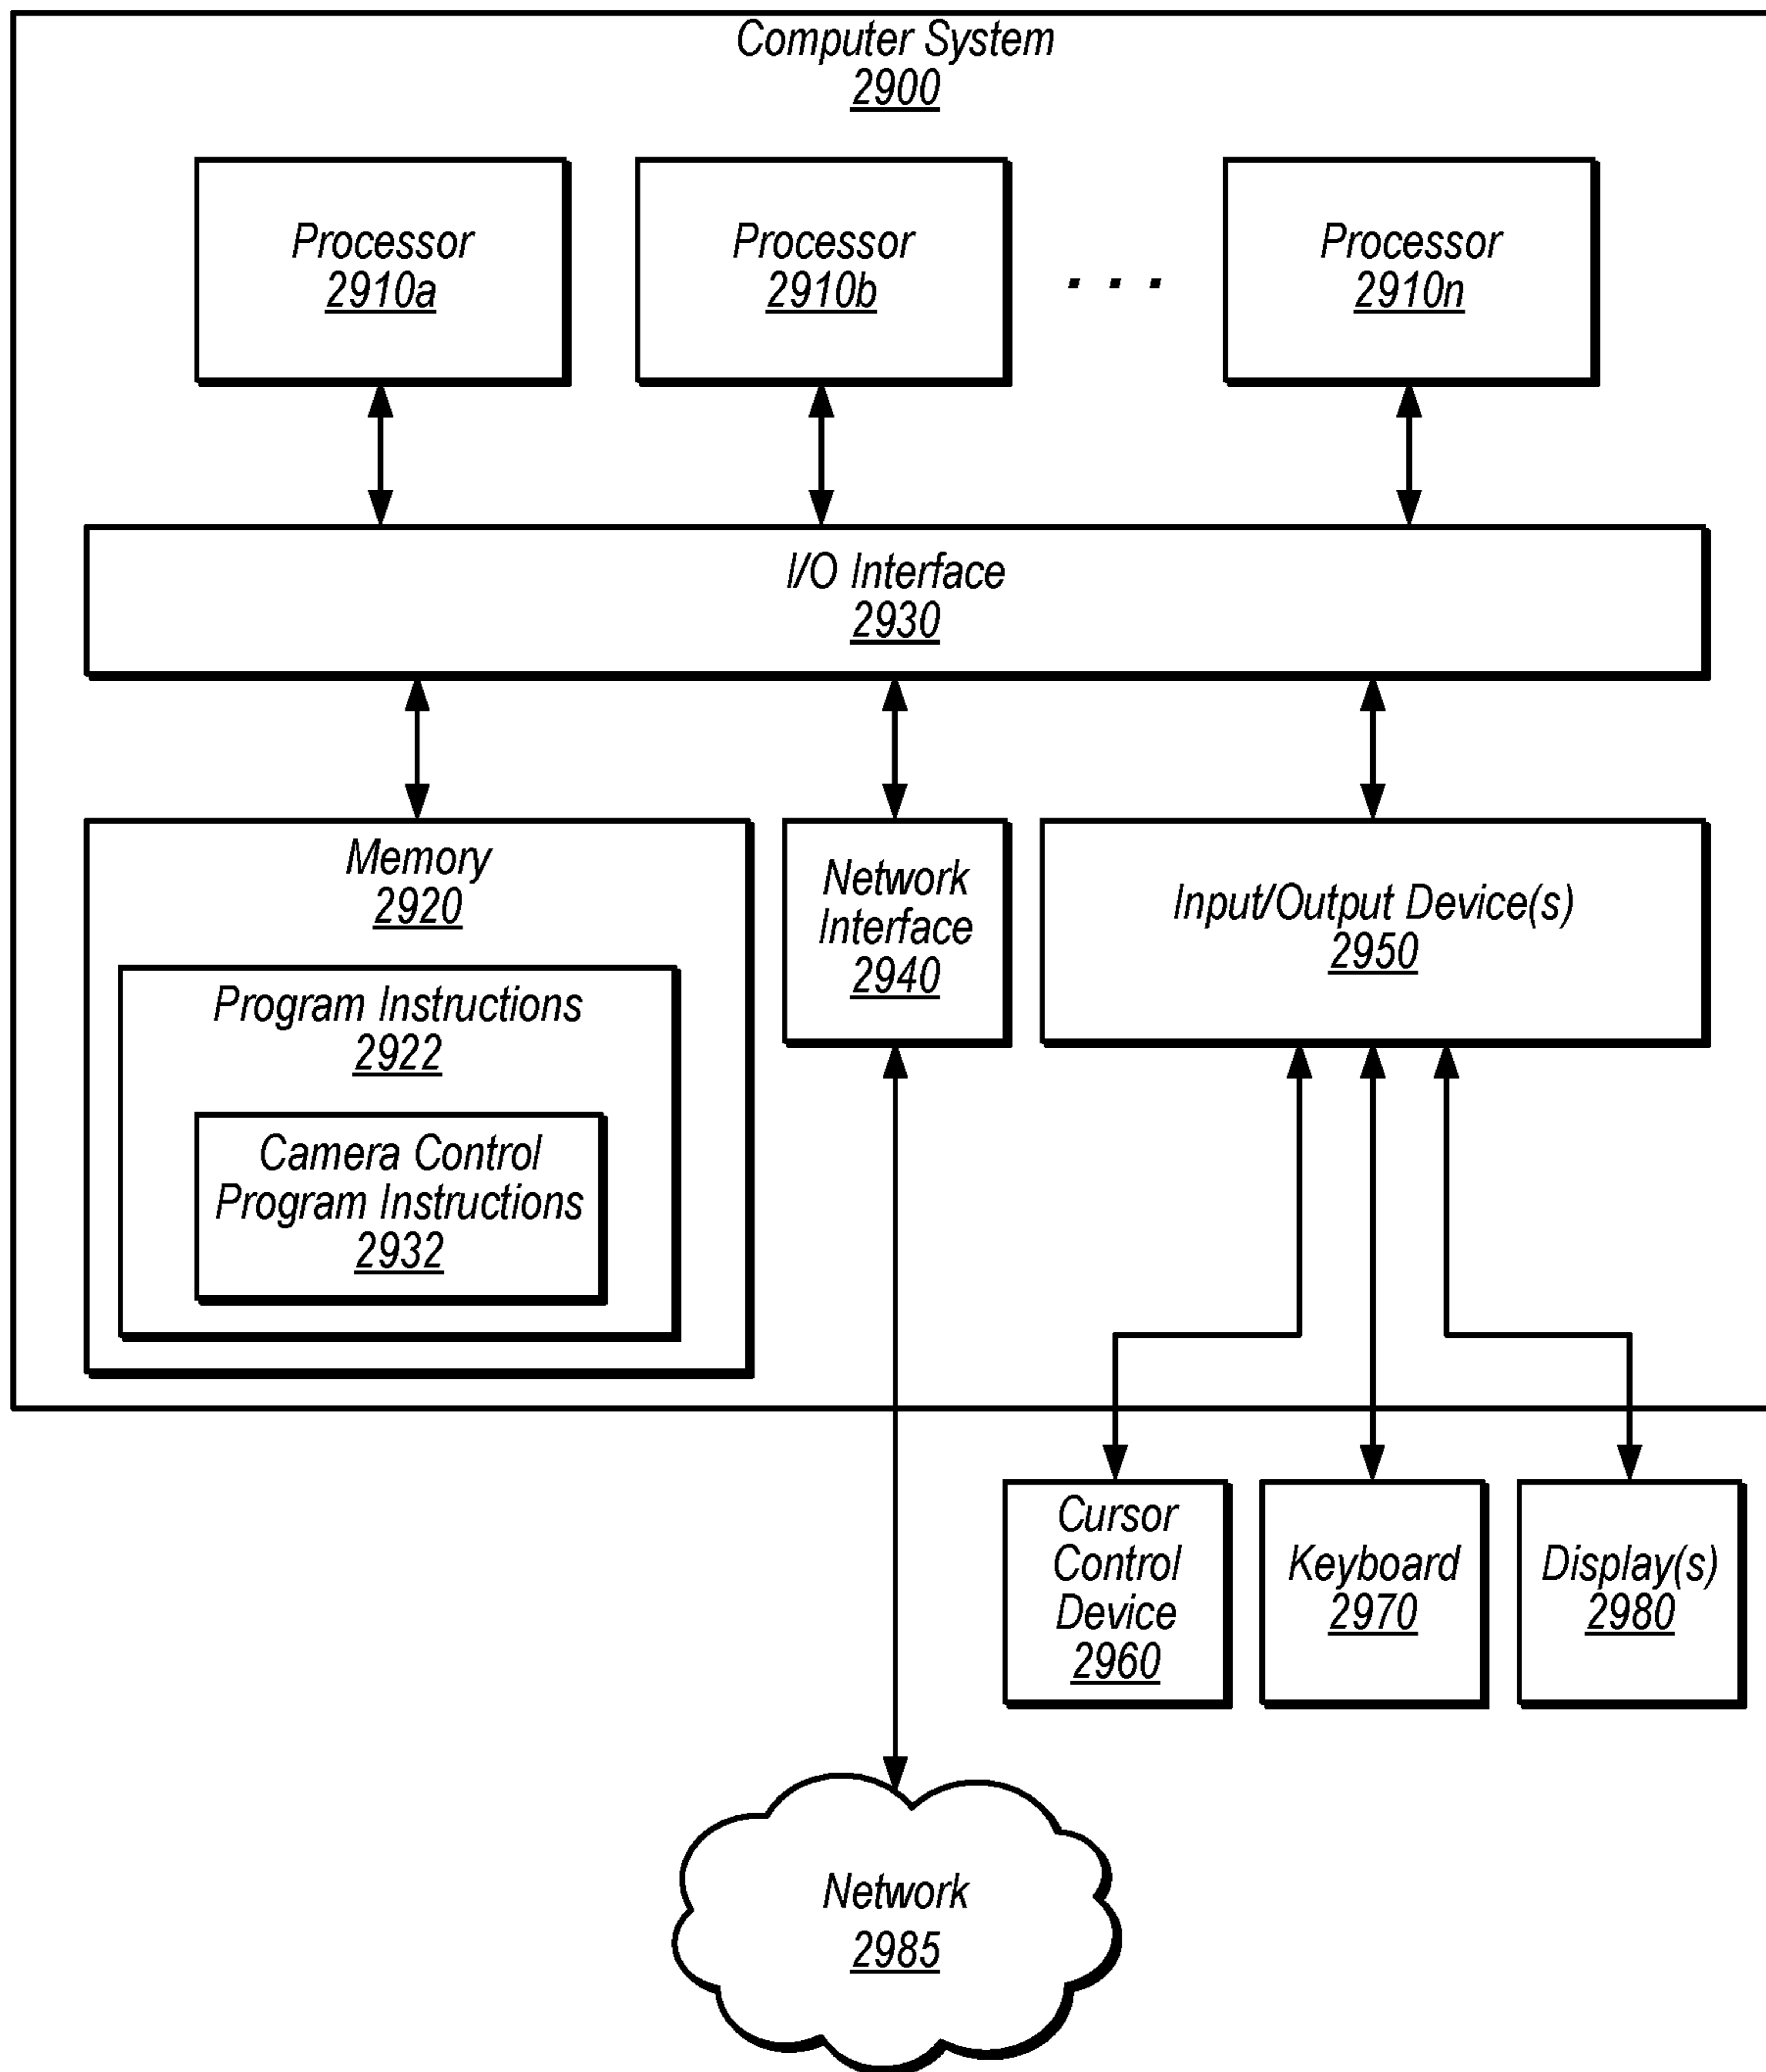 Computer System
2900
Processor
2910a
Processor
2910b
. . .
Processor
2910n
I/O Interface
2930
Memory
2920
Program Instructions
2922
Camera Control
Program Instructions
2932
Network
Interface
2940
Input/Output Device(s)
2950
Cursor
Control
Device
2960
Keyboard
2970
Display(s)
2980
Network
2985